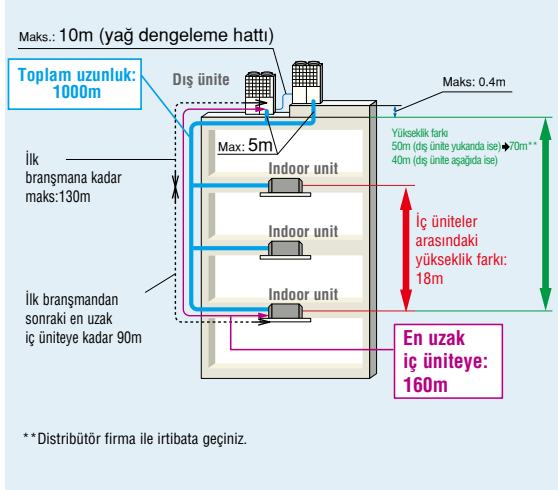 Maks.: 10m (yağ dengeleme hattı)
Toplam uzunluk:
1000m
Dış ünite
Maks: 0.4m
Max: 5m
Yükseklik farkı
50m (dış ünite yukarıda ise)➜70m**
40m (dış ünite aşağıda ise)
İlk
branşmana kadar
maks:130m
Indoor unit
İç üniteler
arasındaki
yükseklik farkı:
18m
Indoor unit
İlk branşmandan
sonraki en uzak
iç üniteye kadar 90m
Indoor unit
En uzak
iç üniteye:
160m
**Distribütör firma ile irtibata geçiniz.